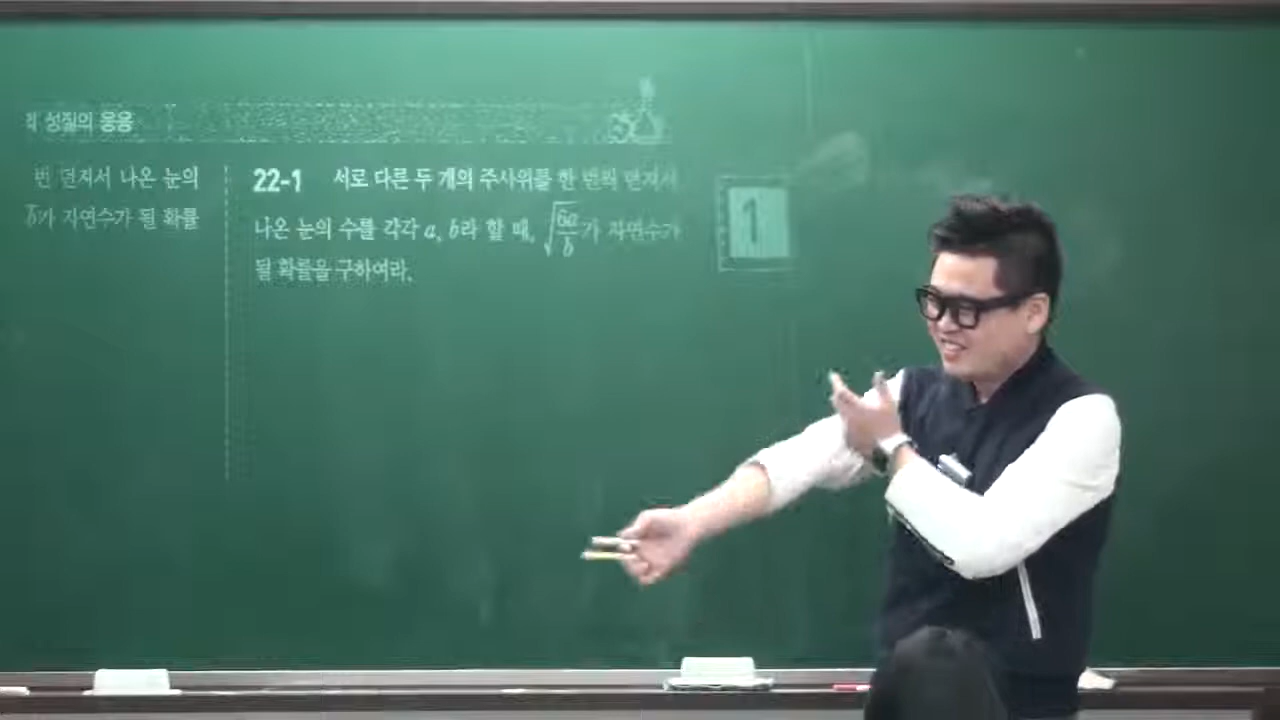 성질의 응용
번 던져서 나온 눈의
가 자연수가 될 확률
22-1 서로 다른 두 개의 주사위를 한 번씩 던져서
나온 눈의 수를 각각 a, b라 할 때, √(6a/b)가 자연수가
될 확률을 구하여라.
1